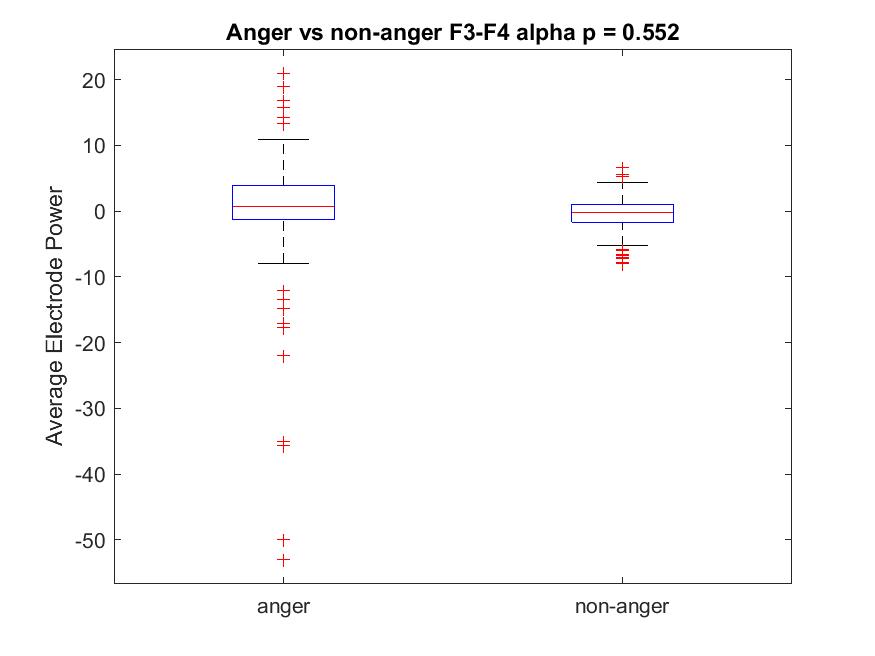 Anger vs non-anger F3-F4 alpha p = 0.552
Average Electrode Power
20
10
0
-10
-20
-30
-40
-50
anger
non-anger